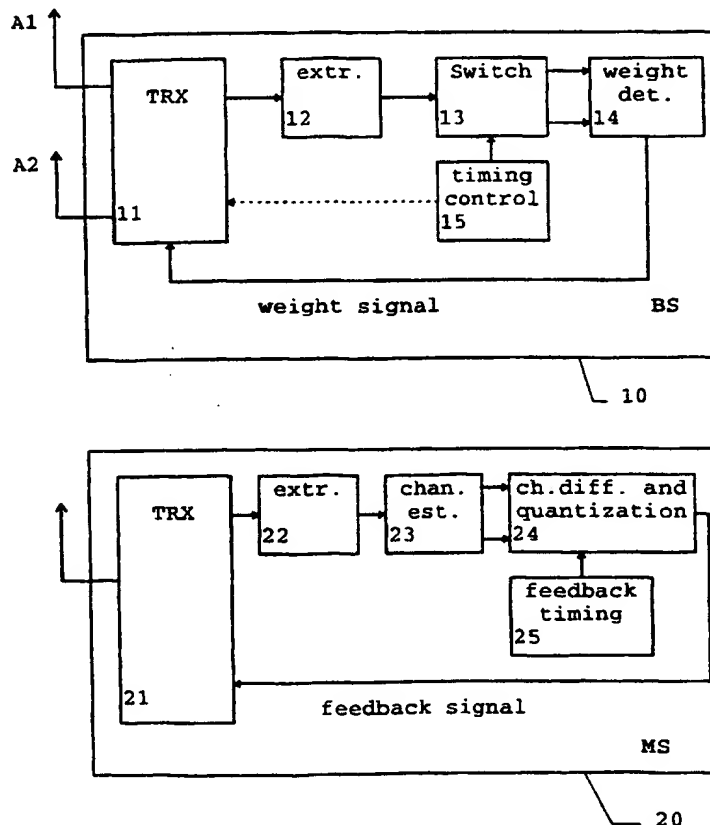 A1
TRX
11
extr.
12
Switch
13
weight
det.
14
A2
timing
control
15
weight signal
BS
10
TRX
21
extr.
22
chan.
est.
23
ch.diff. and
quantization
24
feedback
timing
25
feedback signal
MS
20